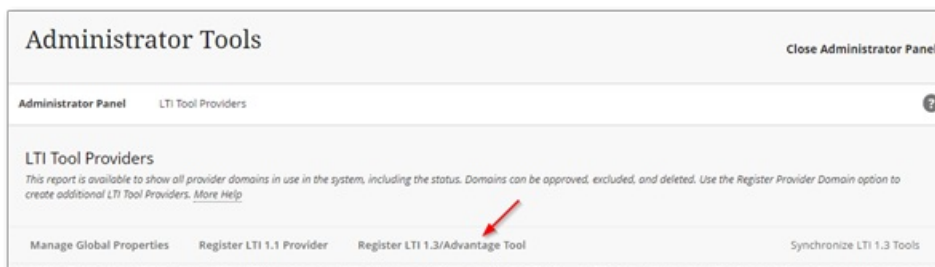 Administrator Tools
Close Administrator Panel
Administrator Panel LTI Tool Providers ?
LTI Tool Providers
This report is available to show all provider domains in use in the system, including the status. Domains can be approved, excluded, and deleted. Use the Register Provider Domain option to
create additional LTI Tool Providers. More Help
Manage Global Properties Register LTI 1.1 Provider Register LTI 1.3/Advantage Tool Synchronize LTI 1.3 Tools